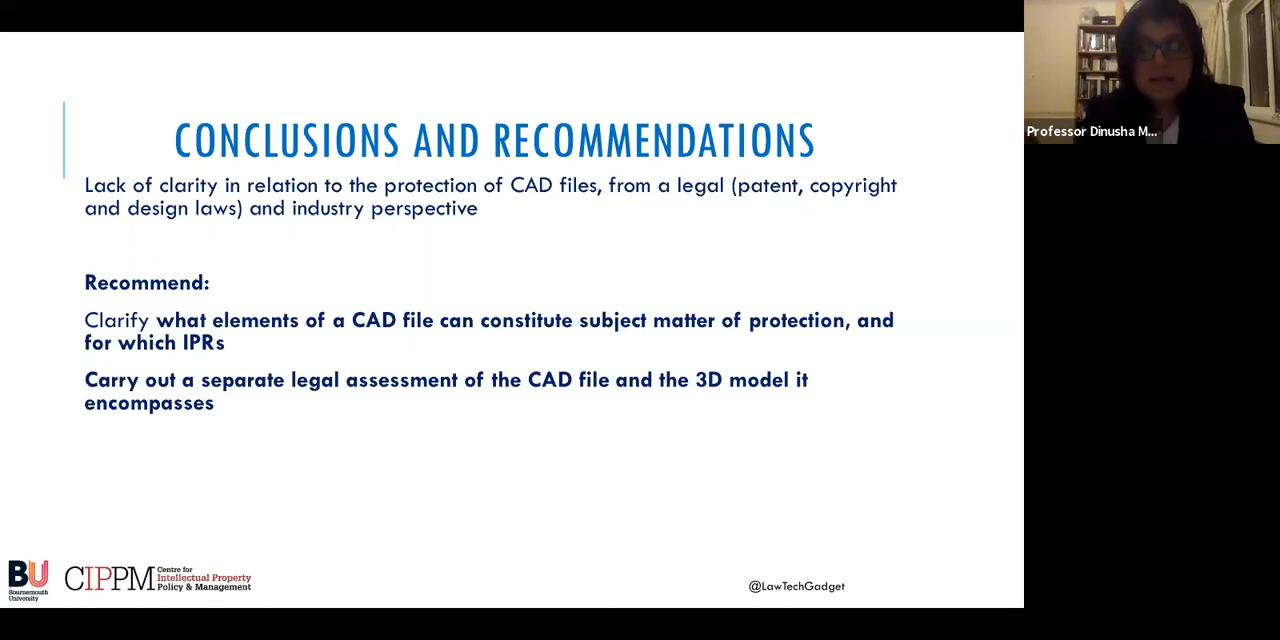 CONCLUSIONS AND RECOMMENDATIONS
Lack of clarity in relation to the protection of CAD files, from a legal (patent, copyright
and design laws) and industry perspective
Recommend:
Clarify what elements of a CAD file can constitute subject matter of protection, and
for which IPRs
Carry out a separate legal assessment of the CAD file and the 3D model it
encompasses
BU
Bournemouth
University
CIPPM
Centre for
Intellectual Property
Policy & Management
@LawTechGadget
Professor Dinusha M...